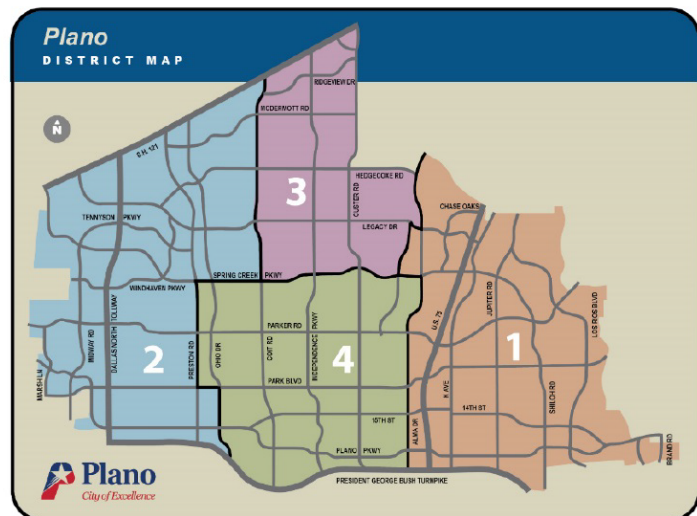 Plano
DISTRICT MAP
N
RIDGEVIEW DR
MCDERMOTT RD
S.H. 121
HEDGECOXE RD
3
CUSTER RD
CHASE OAKS
TENNYSON PKWY
LEGACY DR
SPRING CREEK PKWY
WINDHAVEN PKWY
U.S. 75
JUPITER RD
LOS RIOS BLVD
MIDWAY RD
DALLAS NORTH TOLLWAY
PRESTON RD
OHIO DR
COIT RD
INDEPENDENCE PKWY
PARKER RD
2
4
1
MARSH LN
PARK BLVD
K AVE
14TH ST
SHILOH RD
15TH ST
ALMA DR
PLANO PKWY
BRAND RD
PRESIDENT GEORGE BUSH TURNPIKE
Plano
City of Excellence